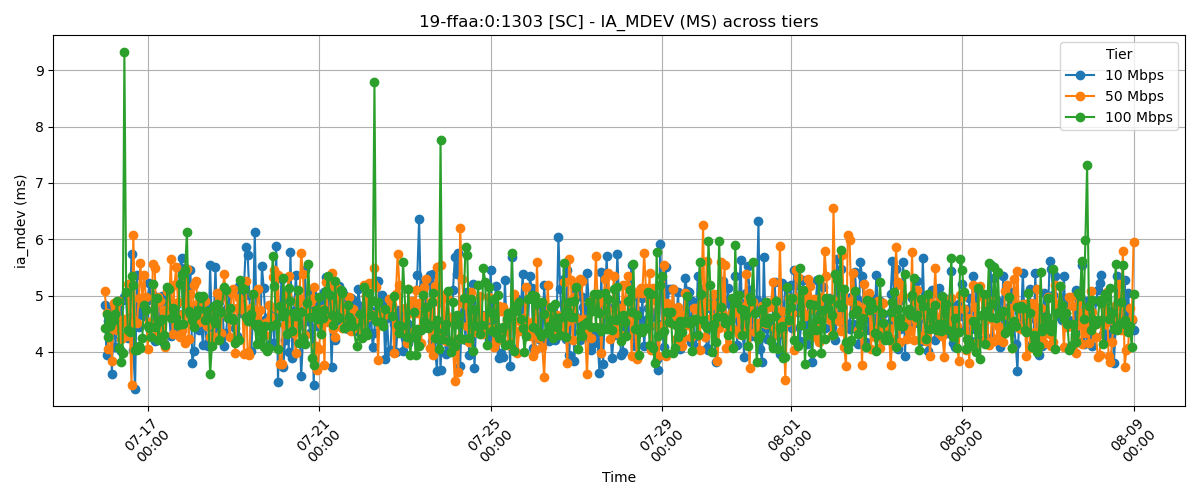 19-ffaa:0:1303 [SC] - IA_MDEV (MS) across tiers
Tier
10 Mbps
50 Mbps
100 Mbps
ia_mdev (ms)
9
8
7
6
5
4
07-17
00:00
07-21
00:00
07-25
00:00
07-29
00:00
08-01
00:00
08-05
00:00
08-09
00:00
Time